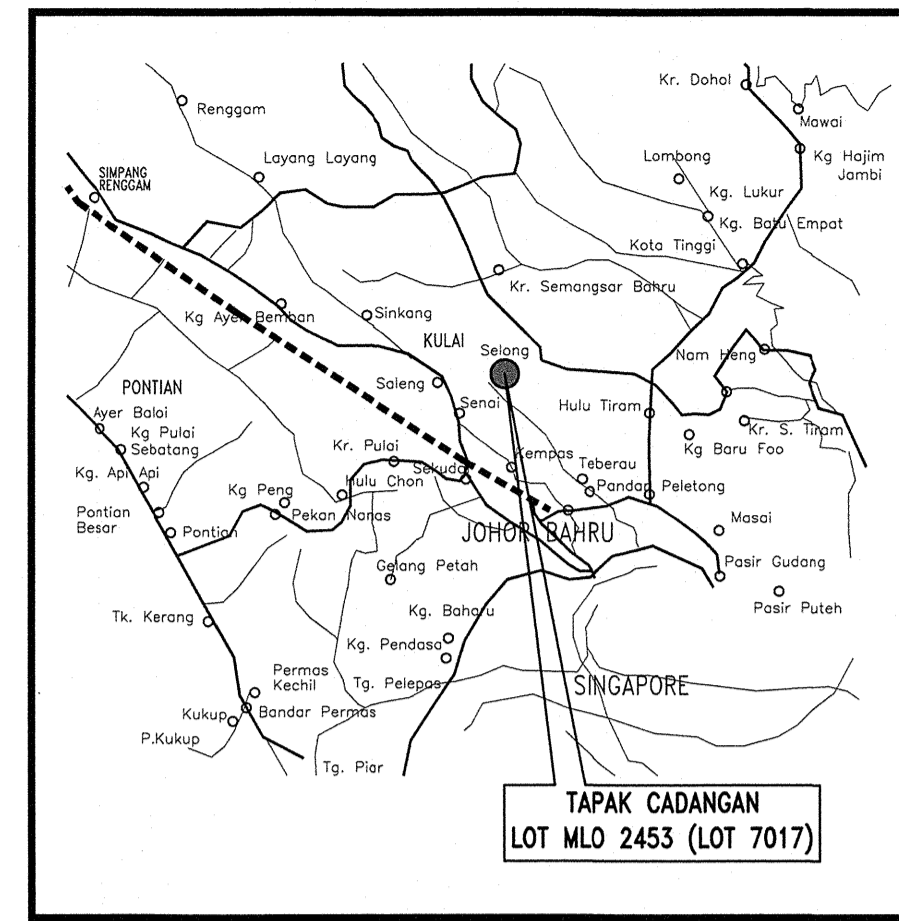 Kr. Dohol
Renggam
Mawai
Kg Hajim
Jambi
Layang Layang
Lombong
SIMPANG
RENGGAM
Kg. Lukur
Kg. Batu Empat
Kota Tinggi
Kr. Semangsar Bahru
Kg Ayer Bemban
Sinkang
KULAI
Selong
Nam Heng
PONTIAN
Saleng
Ayer Balai
Senai
Hulu Tiram
Kg Pulai
Sebatang
Kr. S. Tiram
Kg Baru Foo
Kr. Pulai
Kg. Api Api
Sekudai
Kempas
Teberau
Hulu Chon
Kg Peng
Pandan
Peletong
Pontian
Besar
Pekan Nanas
Pontian
JOHOR BAHRU
Masai
Gelang Petah
Pasir Gudang
Kg. Baharu
Pasir Puteh
Tk. Kerang
Kg. Pendasa
Permas
Kechil
Tg. Pelepas
SINGAPORE
Kukup
Bandar Permas
P.Kukup
Tg. Piar
TAPAK CADANGAN
LOT MLO 2453 (LOT 7017)